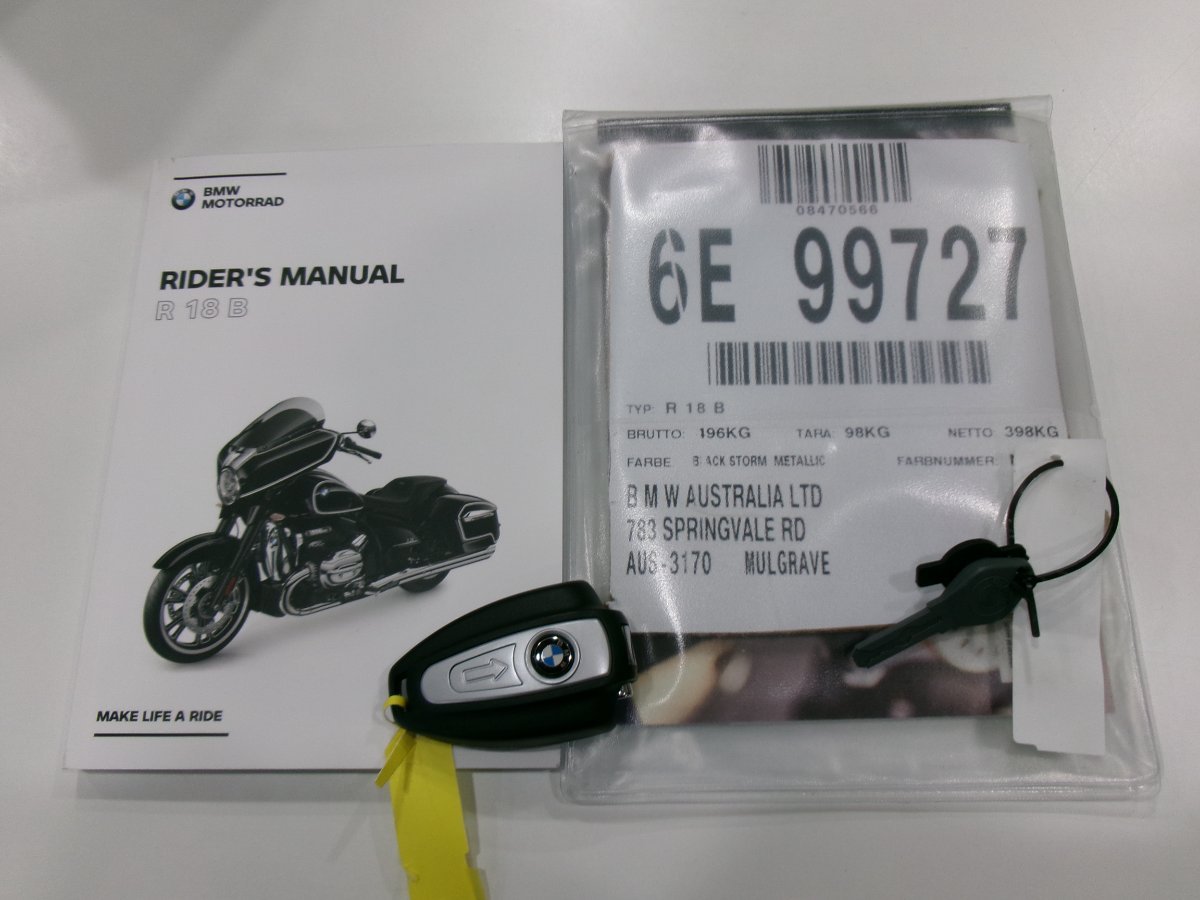 BMW
MOTORRAD
RIDER'S MANUAL
R 18 B
MAKE LIFE A RIDE
08470566
6E 99727
TYP: R 18 B
BRUTTO: 496KG TARA: 98KG NETTO: 398KG
FARBE BLACK STORM METALLIC FARBNUMMER:
B M W AUSTRALIA LTD
783 SPRINGVALE RD
AUS-3170 MULGRAVE